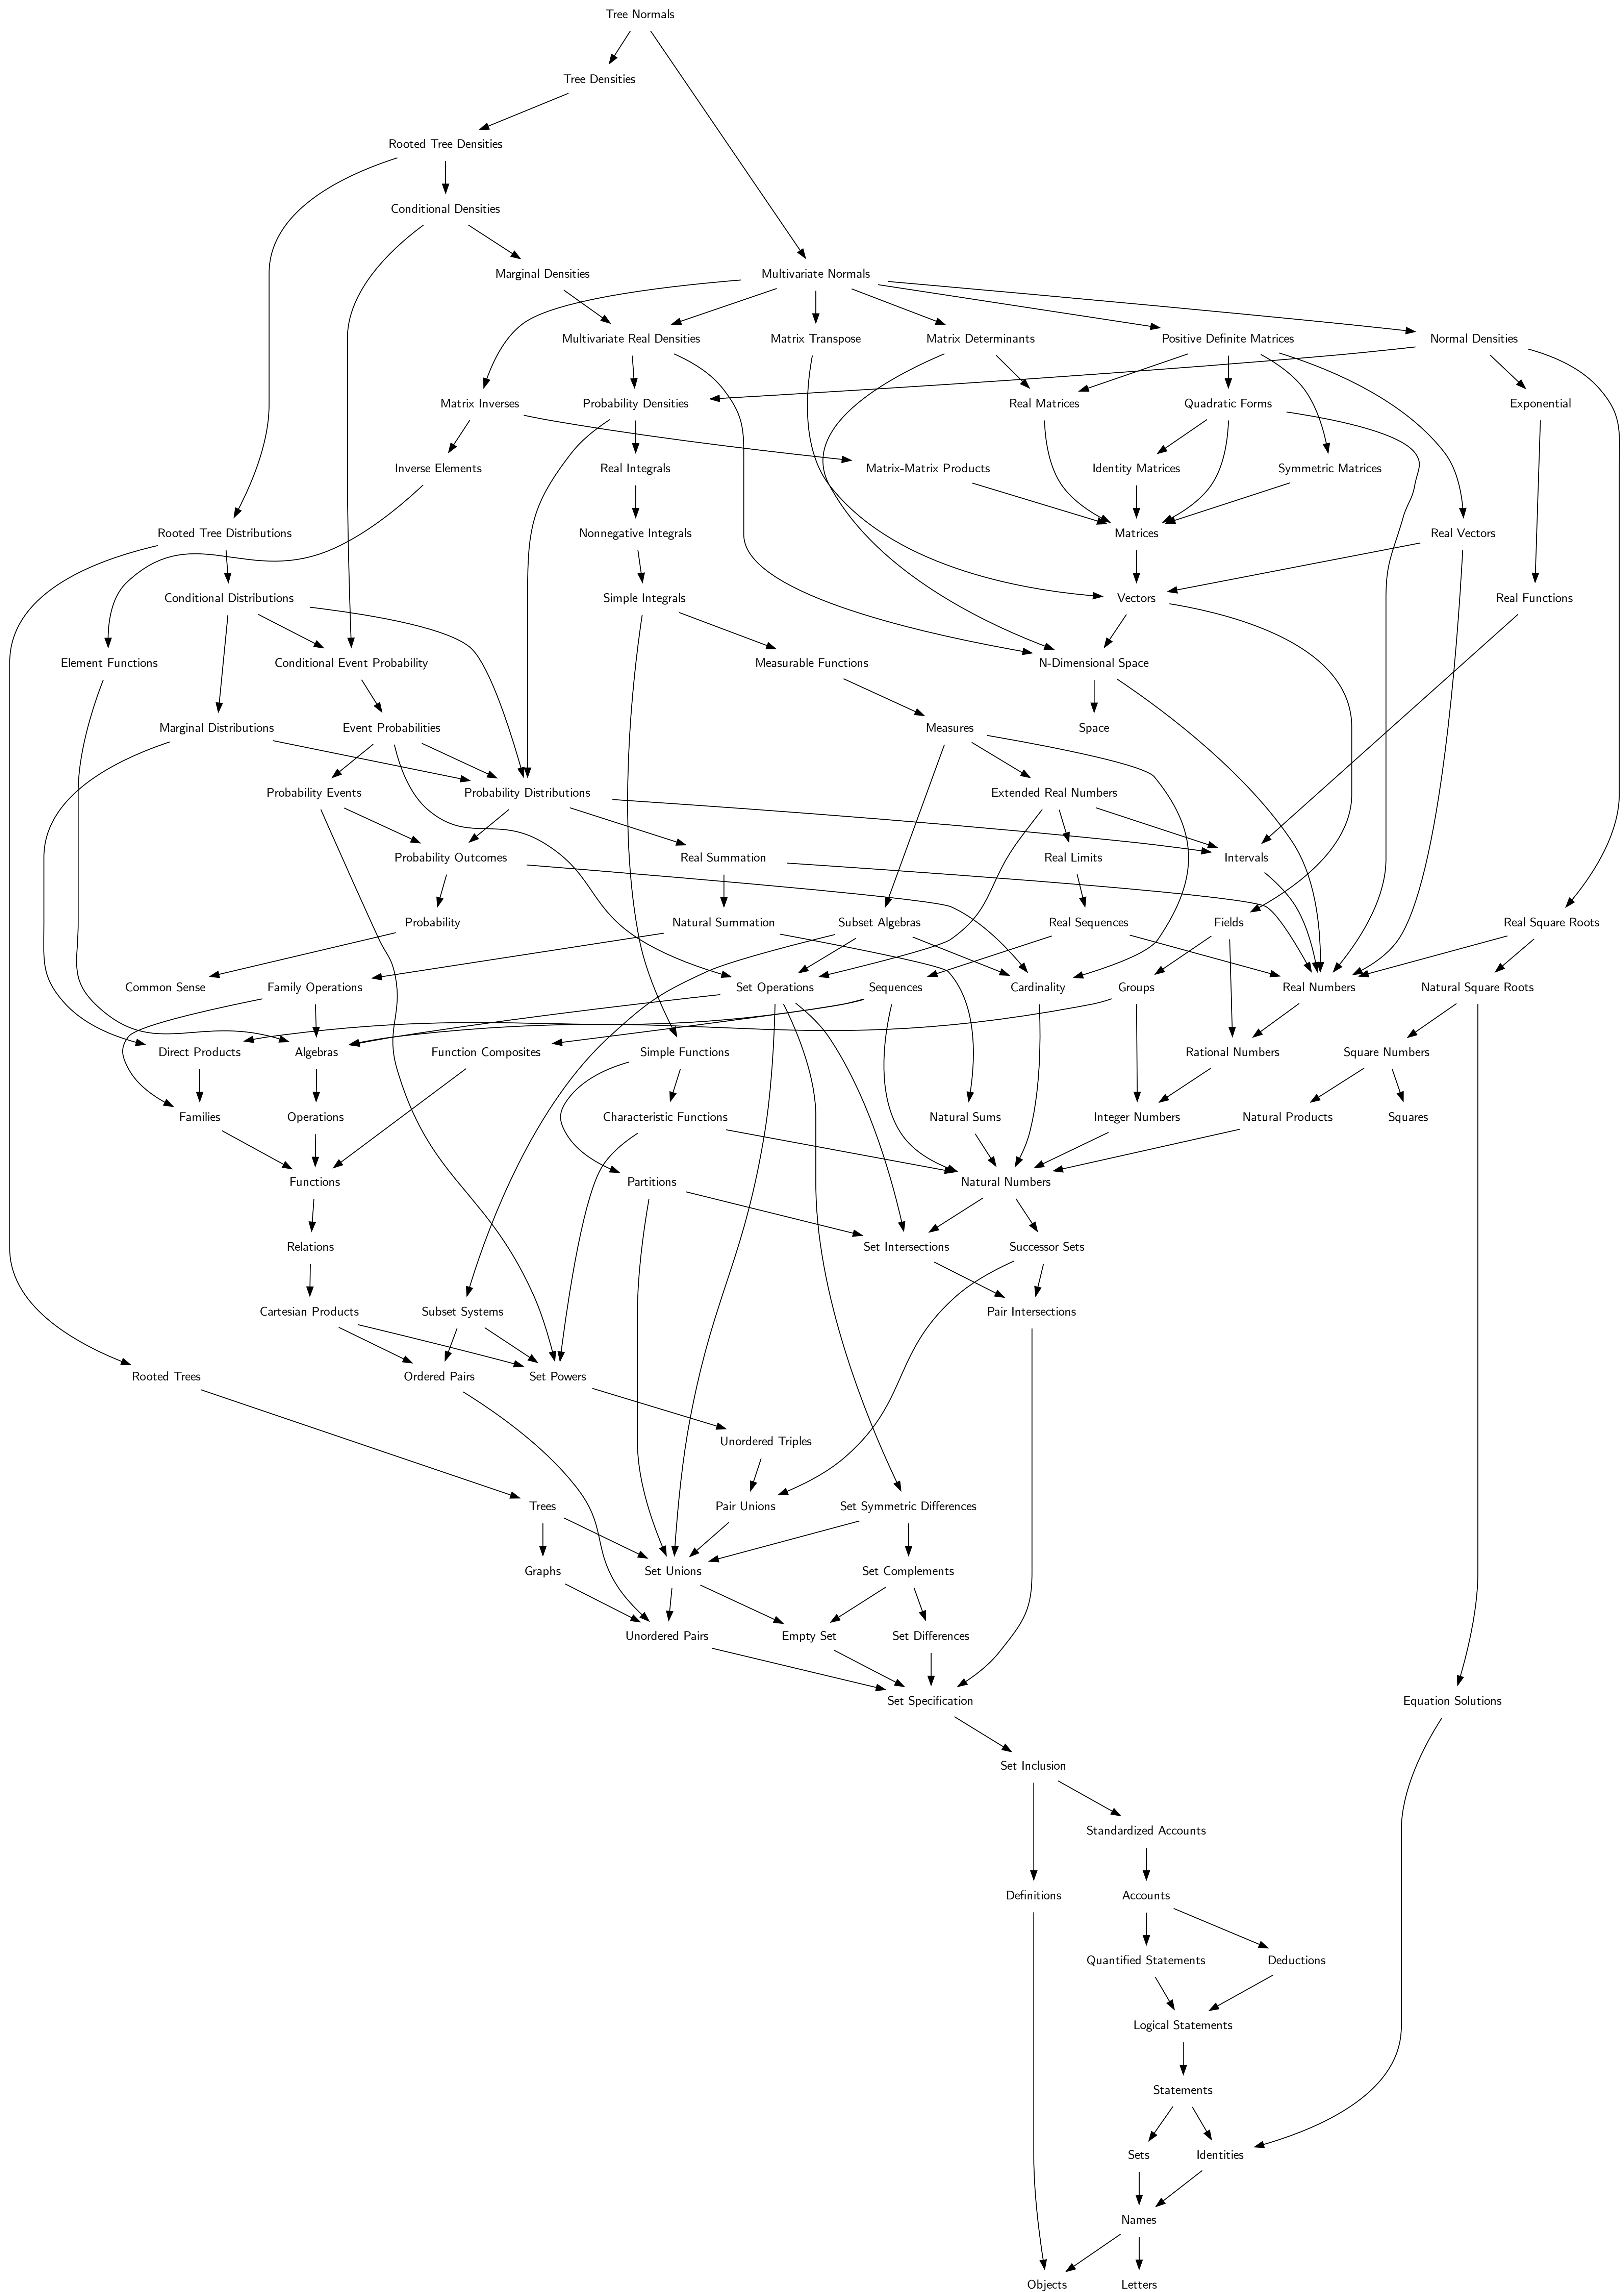 Tree Normals
Tree Densities
Rooted Tree Densities
Conditional Densities
Marginal Densities
Multivariate Normals
Multivariate Real Densities
Matrix Transpose
Matrix Determinants
Positive Definite Matrices
Normal Densities
Matrix Inverses
Probability Densities
Real Matrices
Quadratic Forms
Exponential
Inverse Elements
Real Integrals
Matrix-Matrix Products
Identity Matrices
Symmetric Matrices
Rooted Tree Distributions
Nonnegative Integrals
Matrices
Real Vectors
Conditional Distributions
Simple Integrals
Vectors
Real Functions
Element Functions
Conditional Event Probability
Measurable Functions
N-Dimensional Space
Marginal Distributions
Event Probabilities
Measures
Space
Probability Events
Probability Distributions
Extended Real Numbers
Probability Outcomes
Real Summation
Real Limits
Intervals
Probability
Natural Summation
Subset Algebras
Real Sequences
Fields
Real Square Roots
Common Sense
Family Operations
Set Operations
Sequences
Cardinality
Groups
Real Numbers
Natural Square Roots
Direct Products
Algebras
Function Composites
Simple Functions
Rational Numbers
Square Numbers
Families
Operations
Characteristic Functions
Natural Sums
Integer Numbers
Natural Products
Squares
Functions
Partitions
Natural Numbers
Relations
Set Intersections
Successor Sets
Cartesian Products
Subset Systems
Pair Intersections
Rooted Trees
Ordered Pairs
Set Powers
Unordered Triples
Trees
Pair Unions
Set Symmetric Differences
Graphs
Set Unions
Set Complements
Unordered Pairs
Empty Set
Set Differences
Set Specification
Equation Solutions
Set Inclusion
Standardized Accounts
Definitions
Accounts
Quantified Statements
Deductions
Logical Statements
Statements
Sets
Identities
Names
Objects
Letters